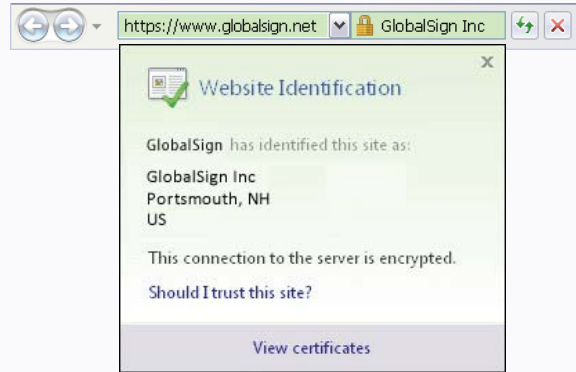 https://www.globalsign.net GlobalSign Inc
x
Website Identification
GlobalSign has identified this site as:
GlobalSign Inc
Portsmouth, NH
US
This connection to the server is encrypted.
Should I trust this site?
View certificates